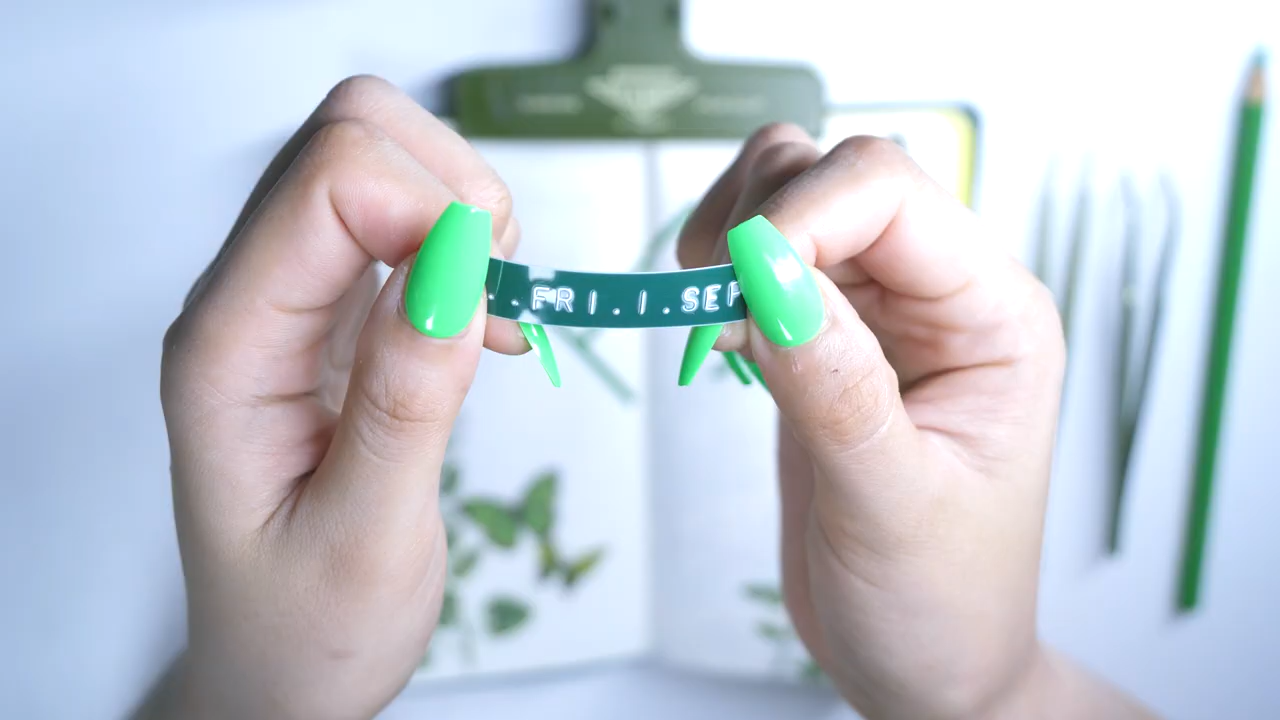 . . FRI . 1 . SEP